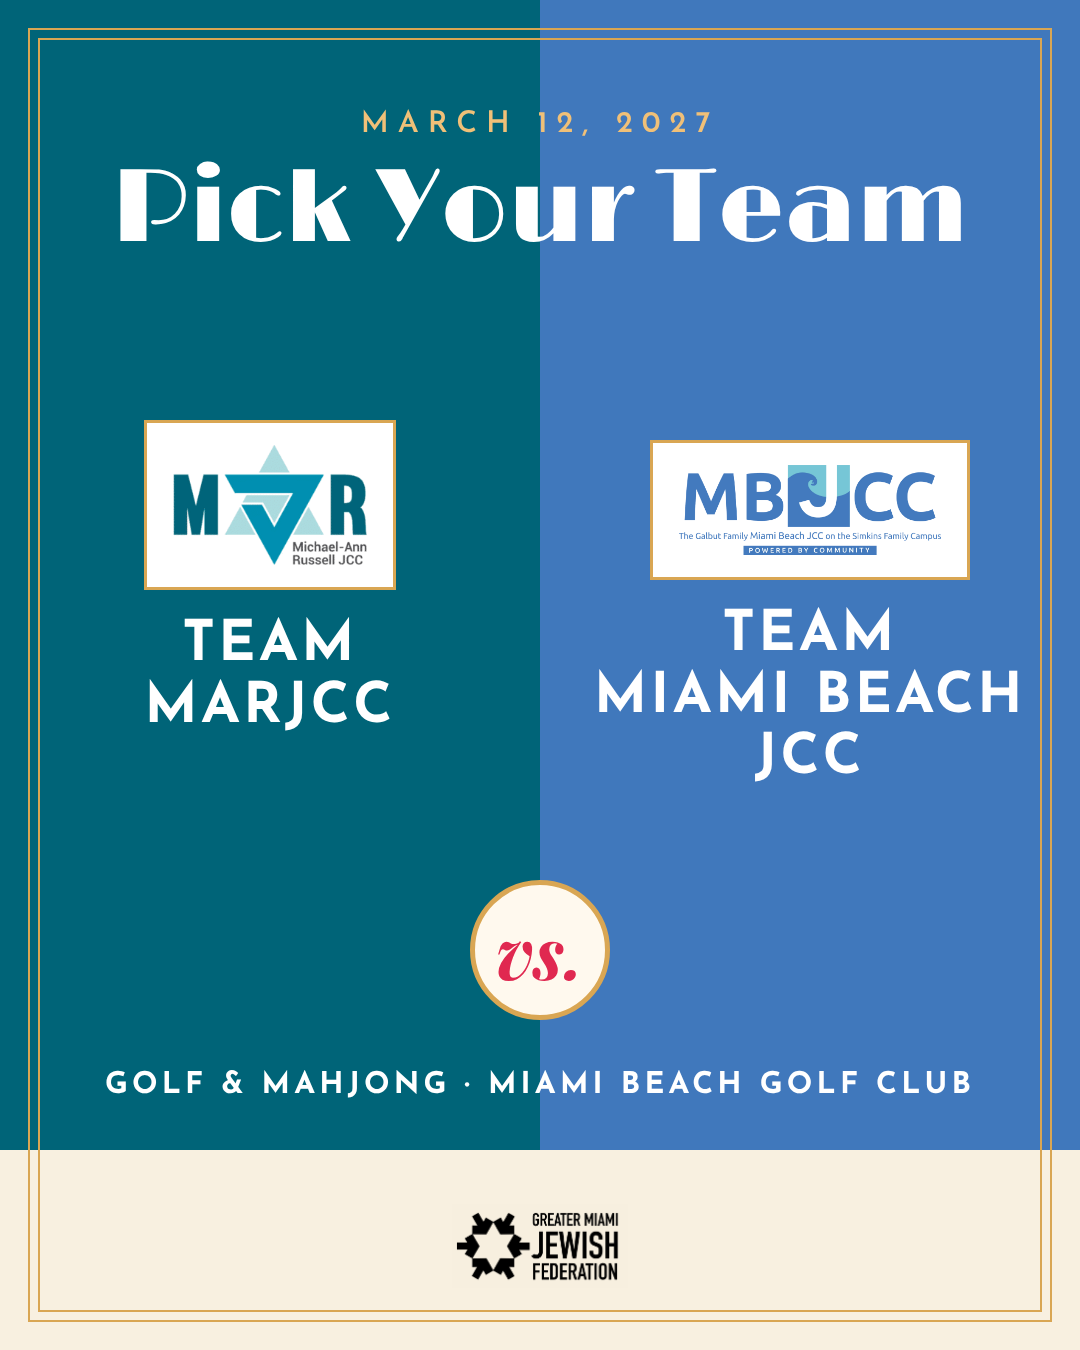 MARCH 12, 2027
Pick Your Team
MAR
Michael-Ann
Russell JCC
TEAM
MARJCC
MBJCC
The Galbut Family Miami Beach JCC on the Simkins Family Campus
POWERED BY COMMUNITY
TEAM
MIAMI BEACH
JCC
vs.
GOLF & MAHJONG · MIAMI BEACH GOLF CLUB
GREATER MIAMI
JEWISH
FEDERATION